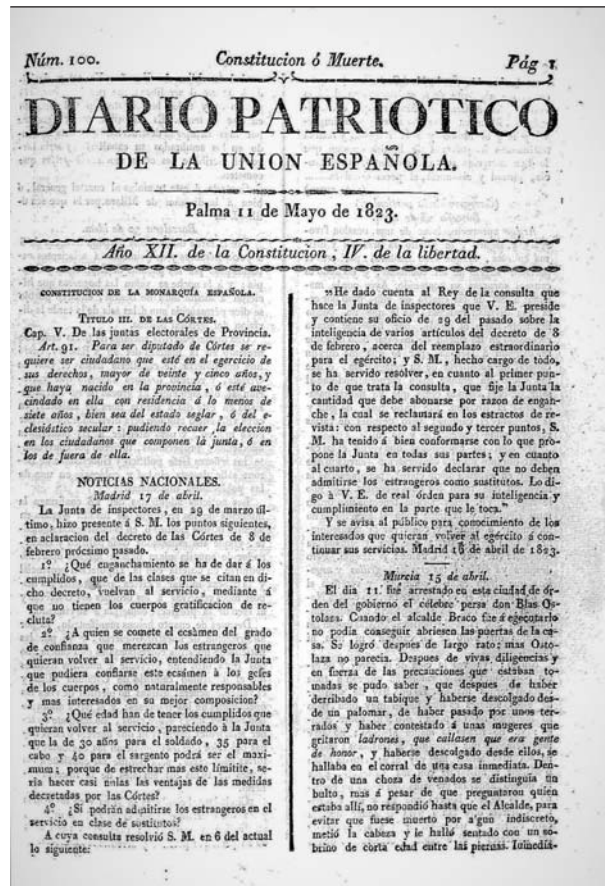 Núm. 100.
Constitucion ó Muerte.
Pág 1
DIARIO PATRIOTICO
DE LA UNION ESPAÑOLA.
Palma 11 de Mayo de 1823.
Año XII. de la Constitucion, IV. de la libertad.
CONSTITUCION DE LA MONARQUÍA ESPAÑOLA.
TITULO III. DE LAS CÓRTES.
Cap. V. De las juntas electorales de Provincia.
Art. 91. Para ser diputado de Córtes se re-
quiere ser ciudadano que esté en el egercicio de
sus derechos, mayor de veinte y cinco años, y
que haya nacido en la provincia, ó esté ave-
cindado en ella con residencia á lo menos de
siete años, bien sea del estado seglar, ó del e-
clesiástico secular: pudiendo recaer la eleccion
en los ciudadanos que componen la junta, ó en
los de fuera de ella.
NOTICIAS NACIONALES.
Madrid 17 de abril.
La Junta de inspectores, en 29 de marzo úl-
timo, hizo presente á S. M. los puntos siguientes,
en aclaracion del decreto de las Córtes de 8 de
febrero prócsimo pasado.
1º ¿Qué enganchamiento se ha de dar á los
cumplidos, que de las clases que se citan en di-
cho decreto, vuelvan al servicio, mediante á
que no tienen los cuerpos gratificacion de re-
cluta?
2º ¿A quien se comete el ecsámen del grado
de confianza que merezcan los estrangeros que
quieran volver al servicio, entendiendo la Junta
que pudiera confiarse este ecsámen à los gefes
de los cuerpos, como naturalmente responsables
y mas interesados en su mejor composicion?
3º ¿Qué edad han de tener los cumplidos que
quieran volver al servicio, pareciendo à la Junta
que la de 30 años para el soldado, 35 para el
cabo y 40 para el sargento podrá ser el maxi-
mum; porque de estrechar mas este límitite, se-
ria hacer casi nulas las ventajas de las medidas
decretadas por las Córtes?
4º ¿Si podrán admitirse los estrangeros en el
servicio en clase de sostitutos?
A cuya consulta resolvió S. M. en 6 del actual
lo siguiente:
"He dado cuenta al Rey de la consulta que
hace la Junta de inspectores que V. E. preside
y contiene su oficio de 29 del pasado sobre la
inteligencia de varios artículos del decreto de 8
de febrero, acerca del reemplazo estraordinario
para el egército; y S. M., hecho cargo de todo,
se ha servido resolver, en cuanto al primer pun-
to de que trata la consulta, que fije la Junta la
cantidad que debe abonarse por razon de engan-
che, la cual se reclamará en los estractos de re-
vista: con respecto al segundo y tercer puntos, S.
M. ha tenido á bien conformarse con lo que pro-
pone la Junta en todas sus partes; y en cuanto
al cuarto, se ha servido declarar que no deben
admitirse los estrangeros como sustitutos. Lo di-
go à V. E. de real órden para su inteligencia y
cumplimiento en la parte que le toca."
Y se avisa al público para conocimiento de los
interesados que quieran volver al egército á con-
tinuar sus servicios. Madrid 16 de abril de 1823.
Murcia 15 de abril.
El dia 11 fué arrestado en esta ciudad de ór-
den del gobierno el célebre persa don Blas Os-
tolaza. Cuando el alcalde Braco fue á egecutarlo
no podia conseguir abriesen las puertas de la ca-
sa. Se logró despues de largo rato; mas Osto-
laza no parecia. Despues de vivas diligencias y
en fuerza de las precauciones que estaban to-
madas se pudo saber, que despues de haber
derribado un tabique y haberse descolgado des-
de un palomar, de haber pasado por unos ter-
rados y haber contestado á unas mugeres que
gritaron ladrones, que callasen que era gente
de honor, y haberse descolgado desde ellos, se
hallaba en el corral de una casa inmediata. Den-
tro de una choza de venados se distinguia un
bulto, mas á pesar de que preguntaron quien
estaba allí, no respondió hasta que el Alcalde, para
evitar que fuese muerto por algun indiscreto,
metió la cabeza y le halló sentado con un so-
brino de corta edad entre las piernas. Inmedia-